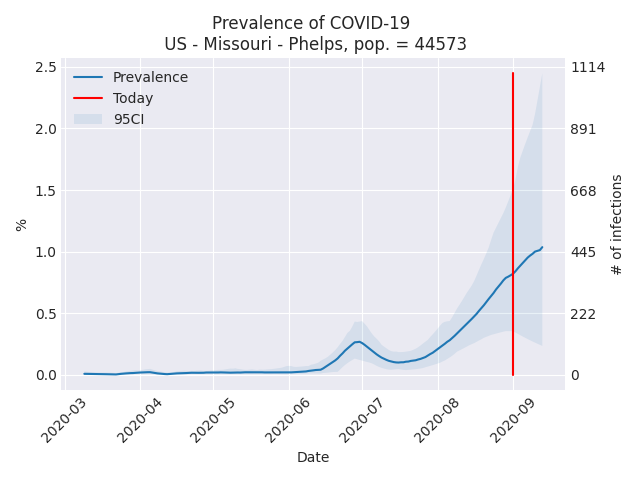 Prevalence of COVID-19
US - Missouri - Phelps, pop. = 44573
Prevalence
Today
95CI
2.5
2.0
1.5
1.0
0.5
0.0
%
1114
891
668
445
222
0
# of infections
2020-03
2020-04
2020-05
2020-06
2020-07
2020-08
2020-09
Date